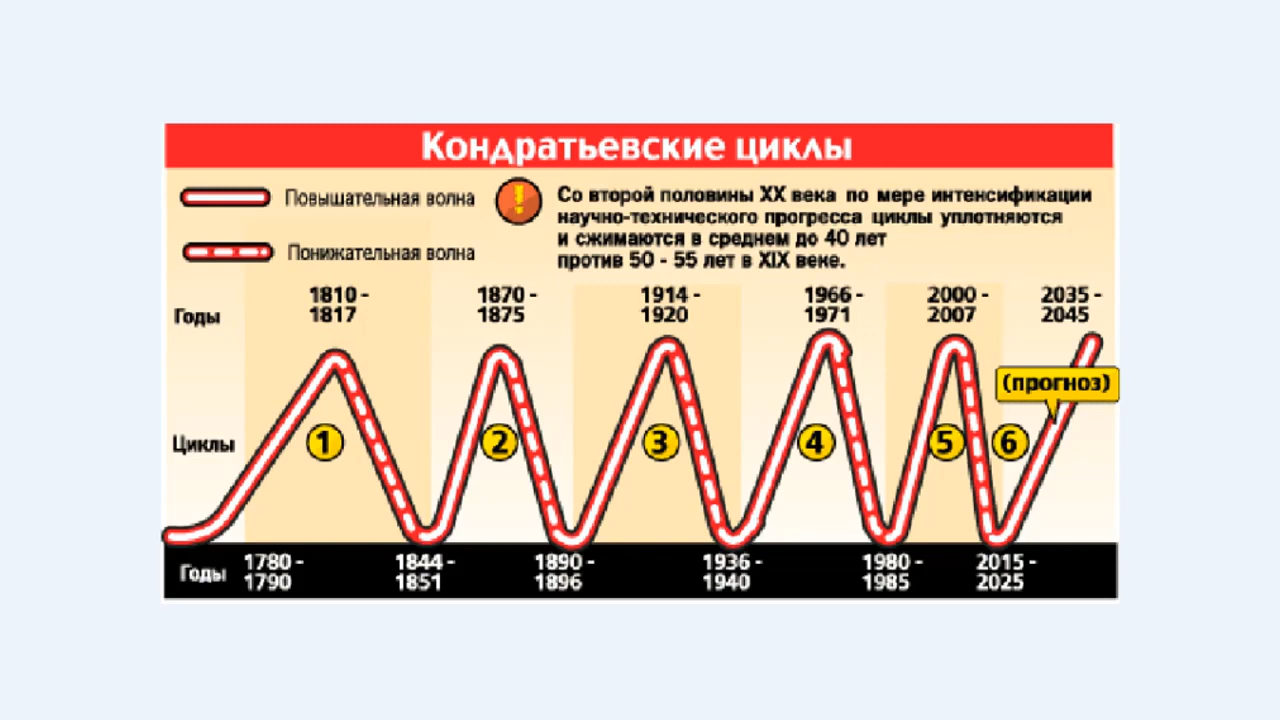 Кондратьевские циклы
Повышательная волна
Понижательная волна
!
Со второй половины XX века по мере интенсификации
научно-технического прогресса циклы уплотняются
и сжимаются в среднем до 40 лет
против 50 - 55 лет в XIX веке.
Годы
1810 -
1817
1870 -
1875
1914 -
1920
1966 -
1971
2000 -
2007
2035 -
2045
(прогноз)
Циклы
1
2
3
4
5
6
Годы
1780 -
1790
1844 -
1851
1890 -
1896
1936 -
1940
1980 -
1985
2015 -
2025